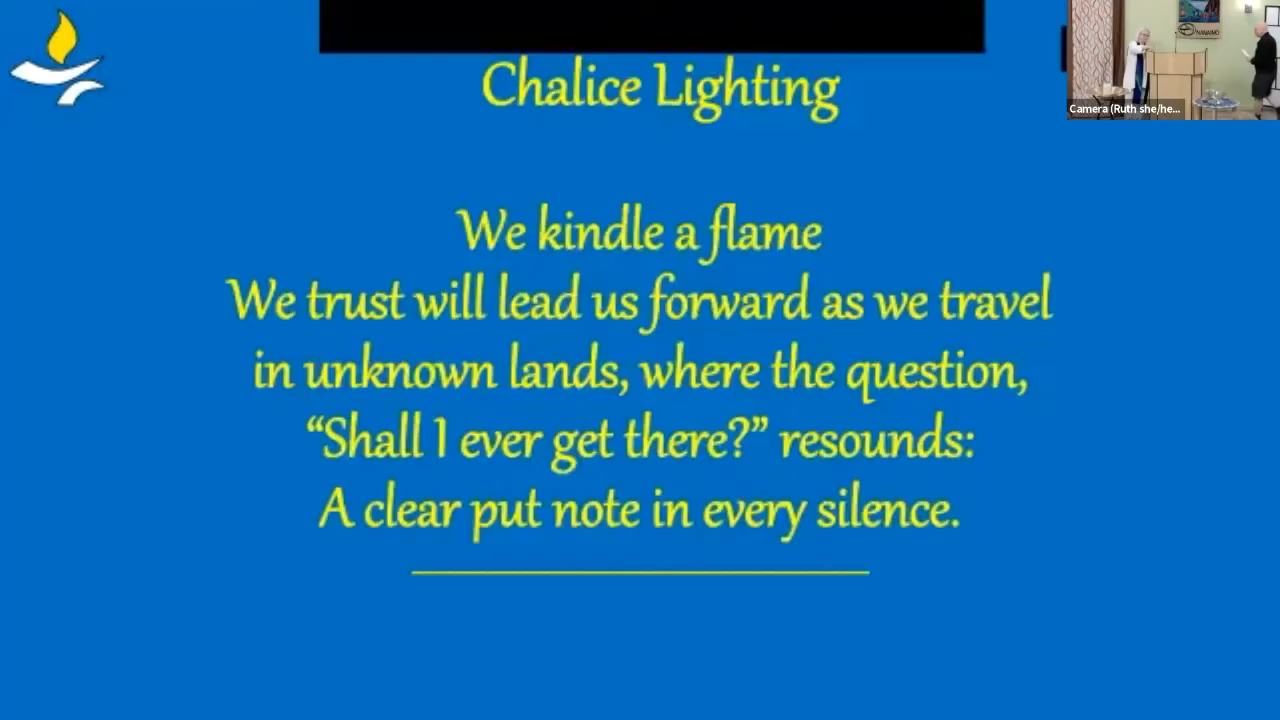 Chalice Lighting
We kindle a flame
We trust will lead us forward as we travel
in unknown lands, where the question,
“Shall I ever get there?” resounds:
A clear put note in every silence.
NANAIMO
Camera (Ruth she/he...